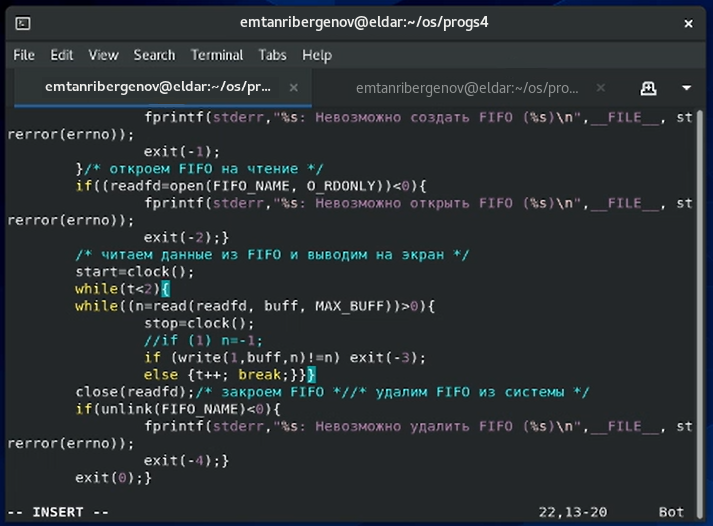 emtanribergenov@eldar:~/os/progs4
File Edit View Search Terminal Tabs Help
emtanribergenov@eldar:~/os/pr... × emtanribergenov@eldar:~/os/pro... ×
fprintf(stderr,"%s: Невозможно создать FIFO (%s)\n",__FILE__, st
rerror(errno));
exit(-1);
}/* откроем FIFO на чтение */
if((readfd=open(FIFO_NAME, O_RDONLY))<0){
fprintf(stderr,"%s: Невозможно открыть FIFO (%s)\n",__FILE__, st
rerror(errno));
exit(-2);}
/* читаем данные из FIFO и выводим на экран */
start=clock();
while(t<2){
while((n=read(readfd, buff, MAX_BUFF))>0){
stop=clock();
//if (1) n=-1;
if (write(1,buff,n)!=n) exit(-3);
else {t++; break;}}}
close(readfd);/* закроем FIFO *//* удалим FIFO из системы */
if(unlink(FIFO_NAME)<0){
fprintf(stderr,"%s: Невозможно удалить FIFO (%s)\n",__FILE__, st
rerror(errno));
exit(-4);}
exit(0);}
-- INSERT -- 22,13-20 Bot